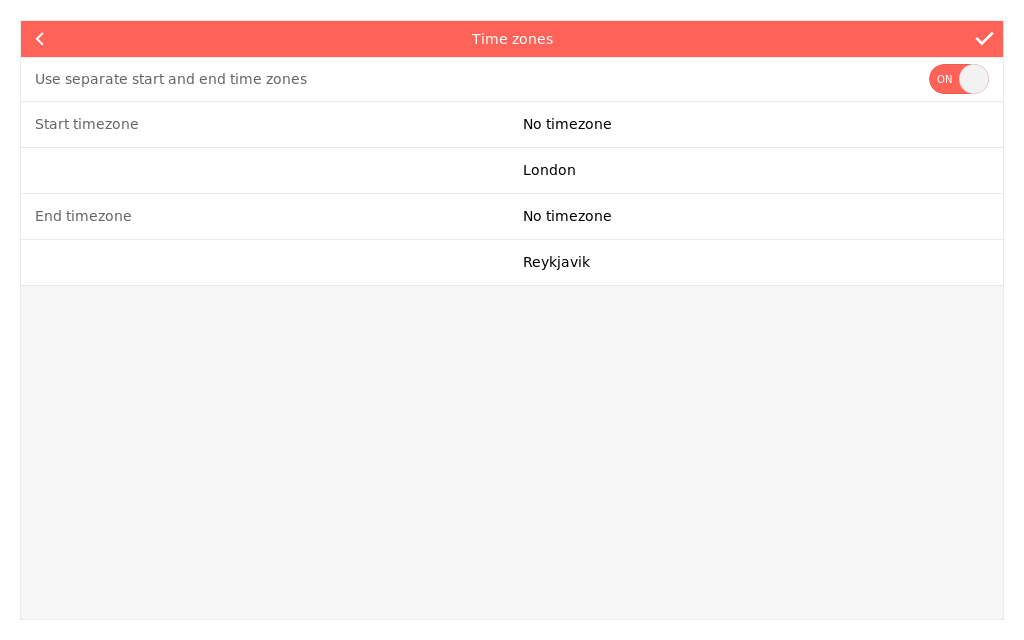 Time zones
Use separate start and end time zones ON
Start timezone No timezone
London
End timezone No timezone
Reykjavik